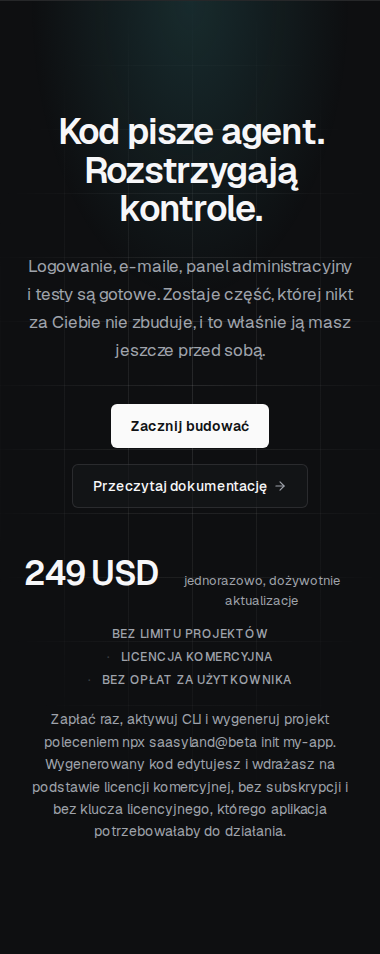 Kod pisze agent.
Rozstrzygają
kontrole.
Logowanie, e-maile, panel administracyjny
i testy są gotowe. Zostaje część, której nikt
za Ciebie nie zbuduje, i to właśnie ją masz
jeszcze przed sobą.
Zacznij budować
Przeczytaj dokumentację →
249 USD jednorazowo, dożywotnie
aktualizacje
BEZ LIMITU PROJEKTÓW
· LICENCJA KOMERCYJNA
· BEZ OPŁAT ZA UŻYTKOWNIKA
Zapłać raz, aktywuj CLI i wygeneruj projekt
poleceniem npx saasyland@beta init my-app.
Wygenerowany kod edytujesz i wdrażasz na
podstawie licencji komercyjnej, bez subskrypcji i
bez klucza licencyjnego, którego aplikacja
potrzebowałaby do działania.